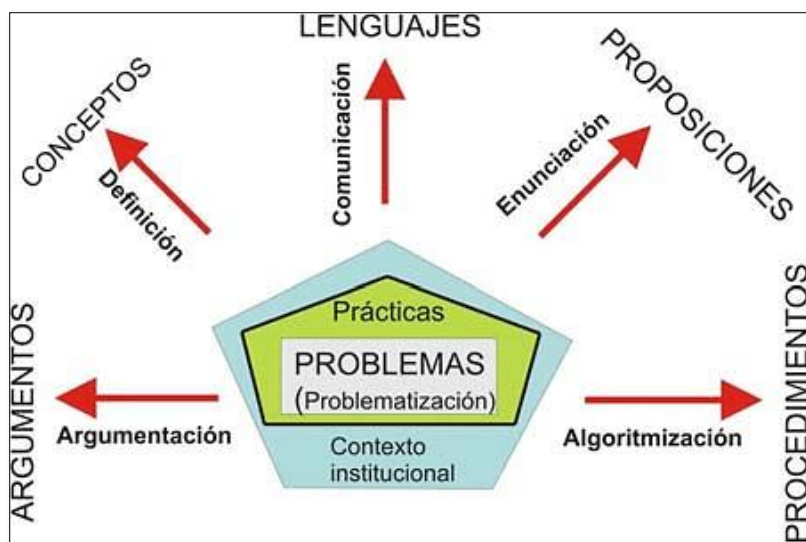 LENGUAJES
CONCEPTOS
PROPOSICIONES
Definición
Comunicación
Enunciación
ARGUMENTOS
Argumentación
Prácticas
PROBLEMAS
(Problematización)
Contexto
institucional
Algoritmización
PROCEDIMIENTOS